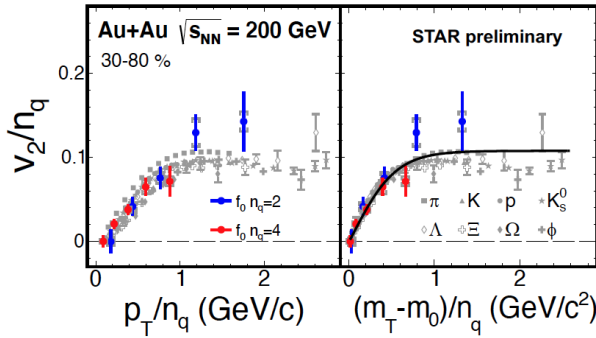 Au+Au √sNN = 200 GeV
30-80 %
STAR preliminary
v2/nq
0.2
0.1
0
f0 nq=2
f0 nq=4
π K p K0S
Λ Ξ Ω ϕ
0 1 2
0 1 2
pT/nq (GeV/c)
(mT-m0)/nq (GeV/c2)